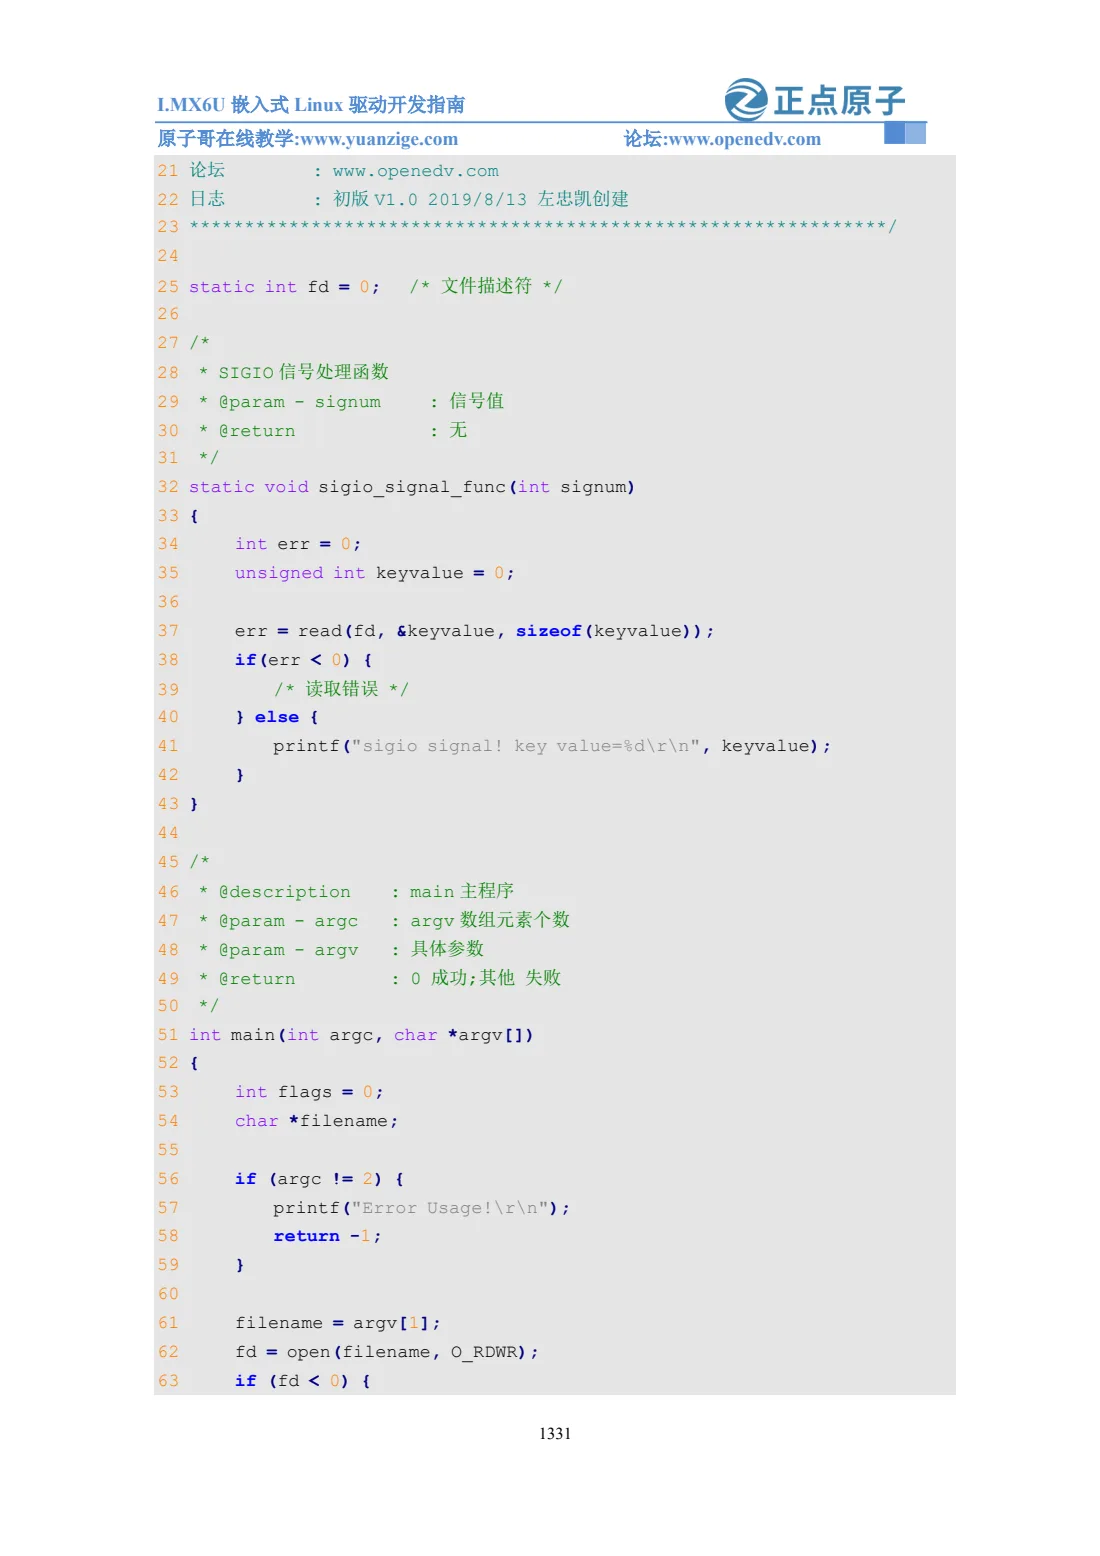 I.MX6U 嵌入式 Linux 驱动开发指南
正点原子
原子哥在线教学:www.yuanzige.com 论坛:www.openedv.com
21 论坛 : www.openedv.com
22 日志 : 初版 V1.0 2019/8/13 左忠凯创建
23 ***************************************************************/
24
25 static int fd = 0; /* 文件描述符 */
26
27 /*
28 * SIGIO 信号处理函数
29 * @param - signum : 信号值
30 * @return : 无
31 */
32 static void sigio_signal_func(int signum)
33 {
34 int err = 0;
35 unsigned int keyvalue = 0;
36
37 err = read(fd, &keyvalue, sizeof(keyvalue));
38 if(err < 0) {
39 /* 读取错误 */
40 } else {
41 printf("sigio signal! key value=%d\r\n", keyvalue);
42 }
43 }
44
45 /*
46 * @description : main 主程序
47 * @param - argc : argv 数组元素个数
48 * @param - argv : 具体参数
49 * @return : 0 成功;其他 失败
50 */
51 int main(int argc, char *argv[])
52 {
53 int flags = 0;
54 char *filename;
55
56 if (argc != 2) {
57 printf("Error Usage!\r\n");
58 return -1;
59 }
60
61 filename = argv[1];
62 fd = open(filename, O_RDWR);
63 if (fd < 0) {
1331